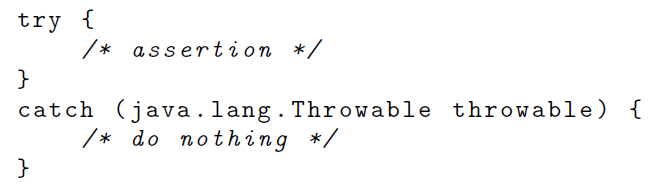 try {
    /* assertion */
}
catch (java.lang.Throwable throwable) {
    /* do nothing */
}